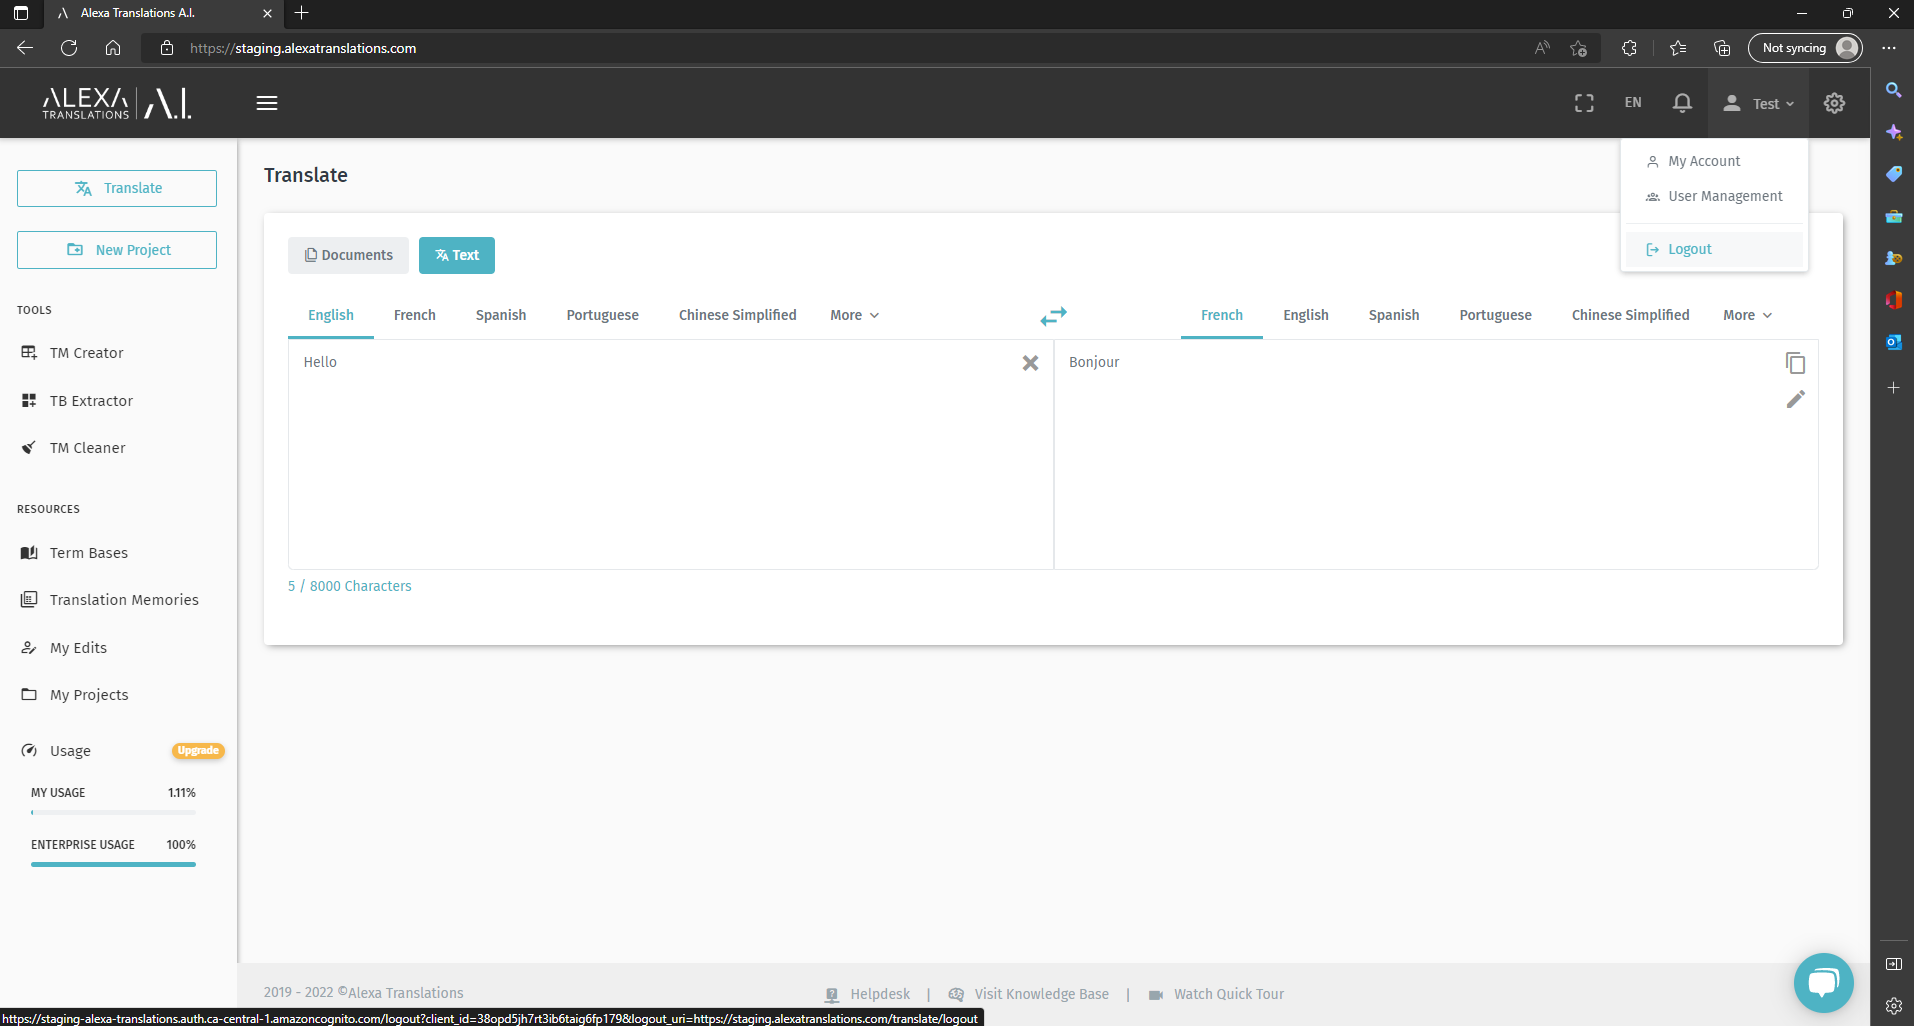 Alexa Translations A.I.
https://staging.alexatranslations.com
Not syncing
ALEXA TRANSLATIONS A.I.
EN
Test
My Account
User Management
Logout
Translate
New Project
TOOLS
TM Creator
TB Extractor
TM Cleaner
RESOURCES
Term Bases
Translation Memories
My Edits
My Projects
Usage
Upgrade
MY USAGE 1.11%
ENTERPRISE USAGE 100%
Translate
Documents
Text
English French Spanish Portuguese Chinese Simplified More
French English Spanish Portuguese Chinese Simplified More
Hello
Bonjour
5 / 8000 Characters
2019 - 2022 ©Alexa Translations
Helpdesk | Visit Knowledge Base | Watch Quick Tour
https://staging-alexa-translations.auth.ca-central-1.amazoncognito.com/logout?client_id=38opd5jh7rt3ib6taig6fp179&logout_uri=https://staging.alexatranslations.com/translate/logout